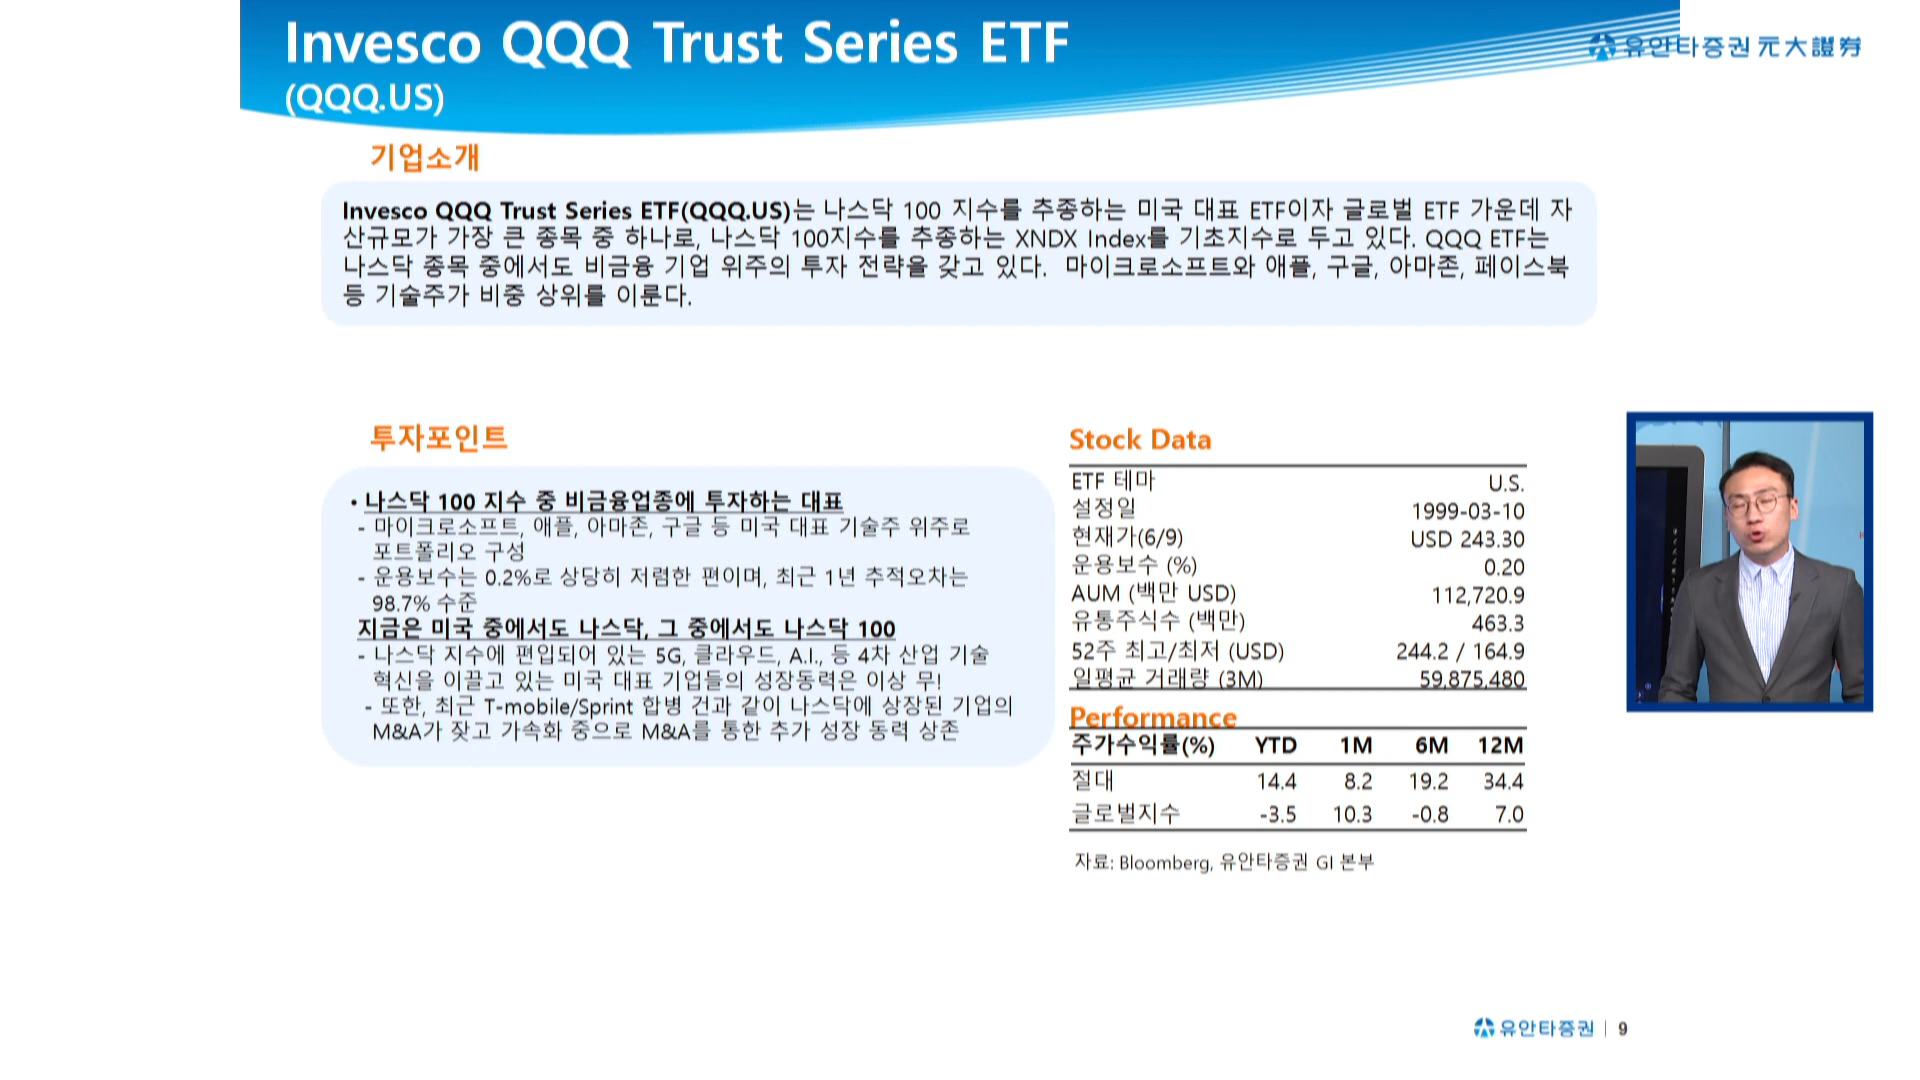 Invesco QQQ Trust Series ETF
(QQQ.US)
유안타증권 元大證券
기업소개
Invesco QQQ Trust Series ETF(QQQ.US)는 나스닥 100 지수를 추종하는 미국 대표 ETF이자 글로벌 ETF 가운데 자
산규모가 가장 큰 종목 중 하나로, 나스닥 100지수를 추종하는 XNDX Index를 기초지수로 두고 있다. QQQ ETF는
나스닥 종목 중에서도 비금융 기업 위주의 투자 전략을 갖고 있다. 마이크로소프트와 애플, 구글, 아마존, 페이스북
등 기술주가 비중 상위를 이룬다.
투자포인트
• 나스닥 100 지수 중 비금융업종에 투자하는 대표
- 마이크로소프트, 애플, 아마존, 구글 등 미국 대표 기술주 위주로
포트폴리오 구성
- 운용보수는 0.2%로 상당히 저렴한 편이며, 최근 1년 추적오차는
98.7% 수준
지금은 미국 중에서도 나스닥, 그 중에서도 나스닥 100
- 나스닥 지수에 편입되어 있는 5G, 클라우드, A.I., 등 4차 산업 기술
혁신을 이끌고 있는 미국 대표 기업들의 성장동력은 이상 무!
- 또한, 최근 T-mobile/Sprint 합병 건과 같이 나스닥에 상장된 기업의
M&A가 잦고 가속화 중으로 M&A를 통한 추가 성장 동력 상존
Stock Data
ETF 테마 U.S.
설정일 1999-03-10
현재가(6/9) USD 243.30
운용보수 (%) 0.20
AUM (백만 USD) 112,720.9
유통주식수 (백만) 463.3
52주 최고/최저 (USD) 244.2 / 164.9
일평균 거래량 (3M) 59,875,480
Performance
주가수익률(%) YTD 1M 6M 12M
절대 14.4 8.2 19.2 34.4
글로벌지수 -3.5 10.3 -0.8 7.0
자료: Bloomberg, 유안타증권 GI 본부
유안타증권 | 9